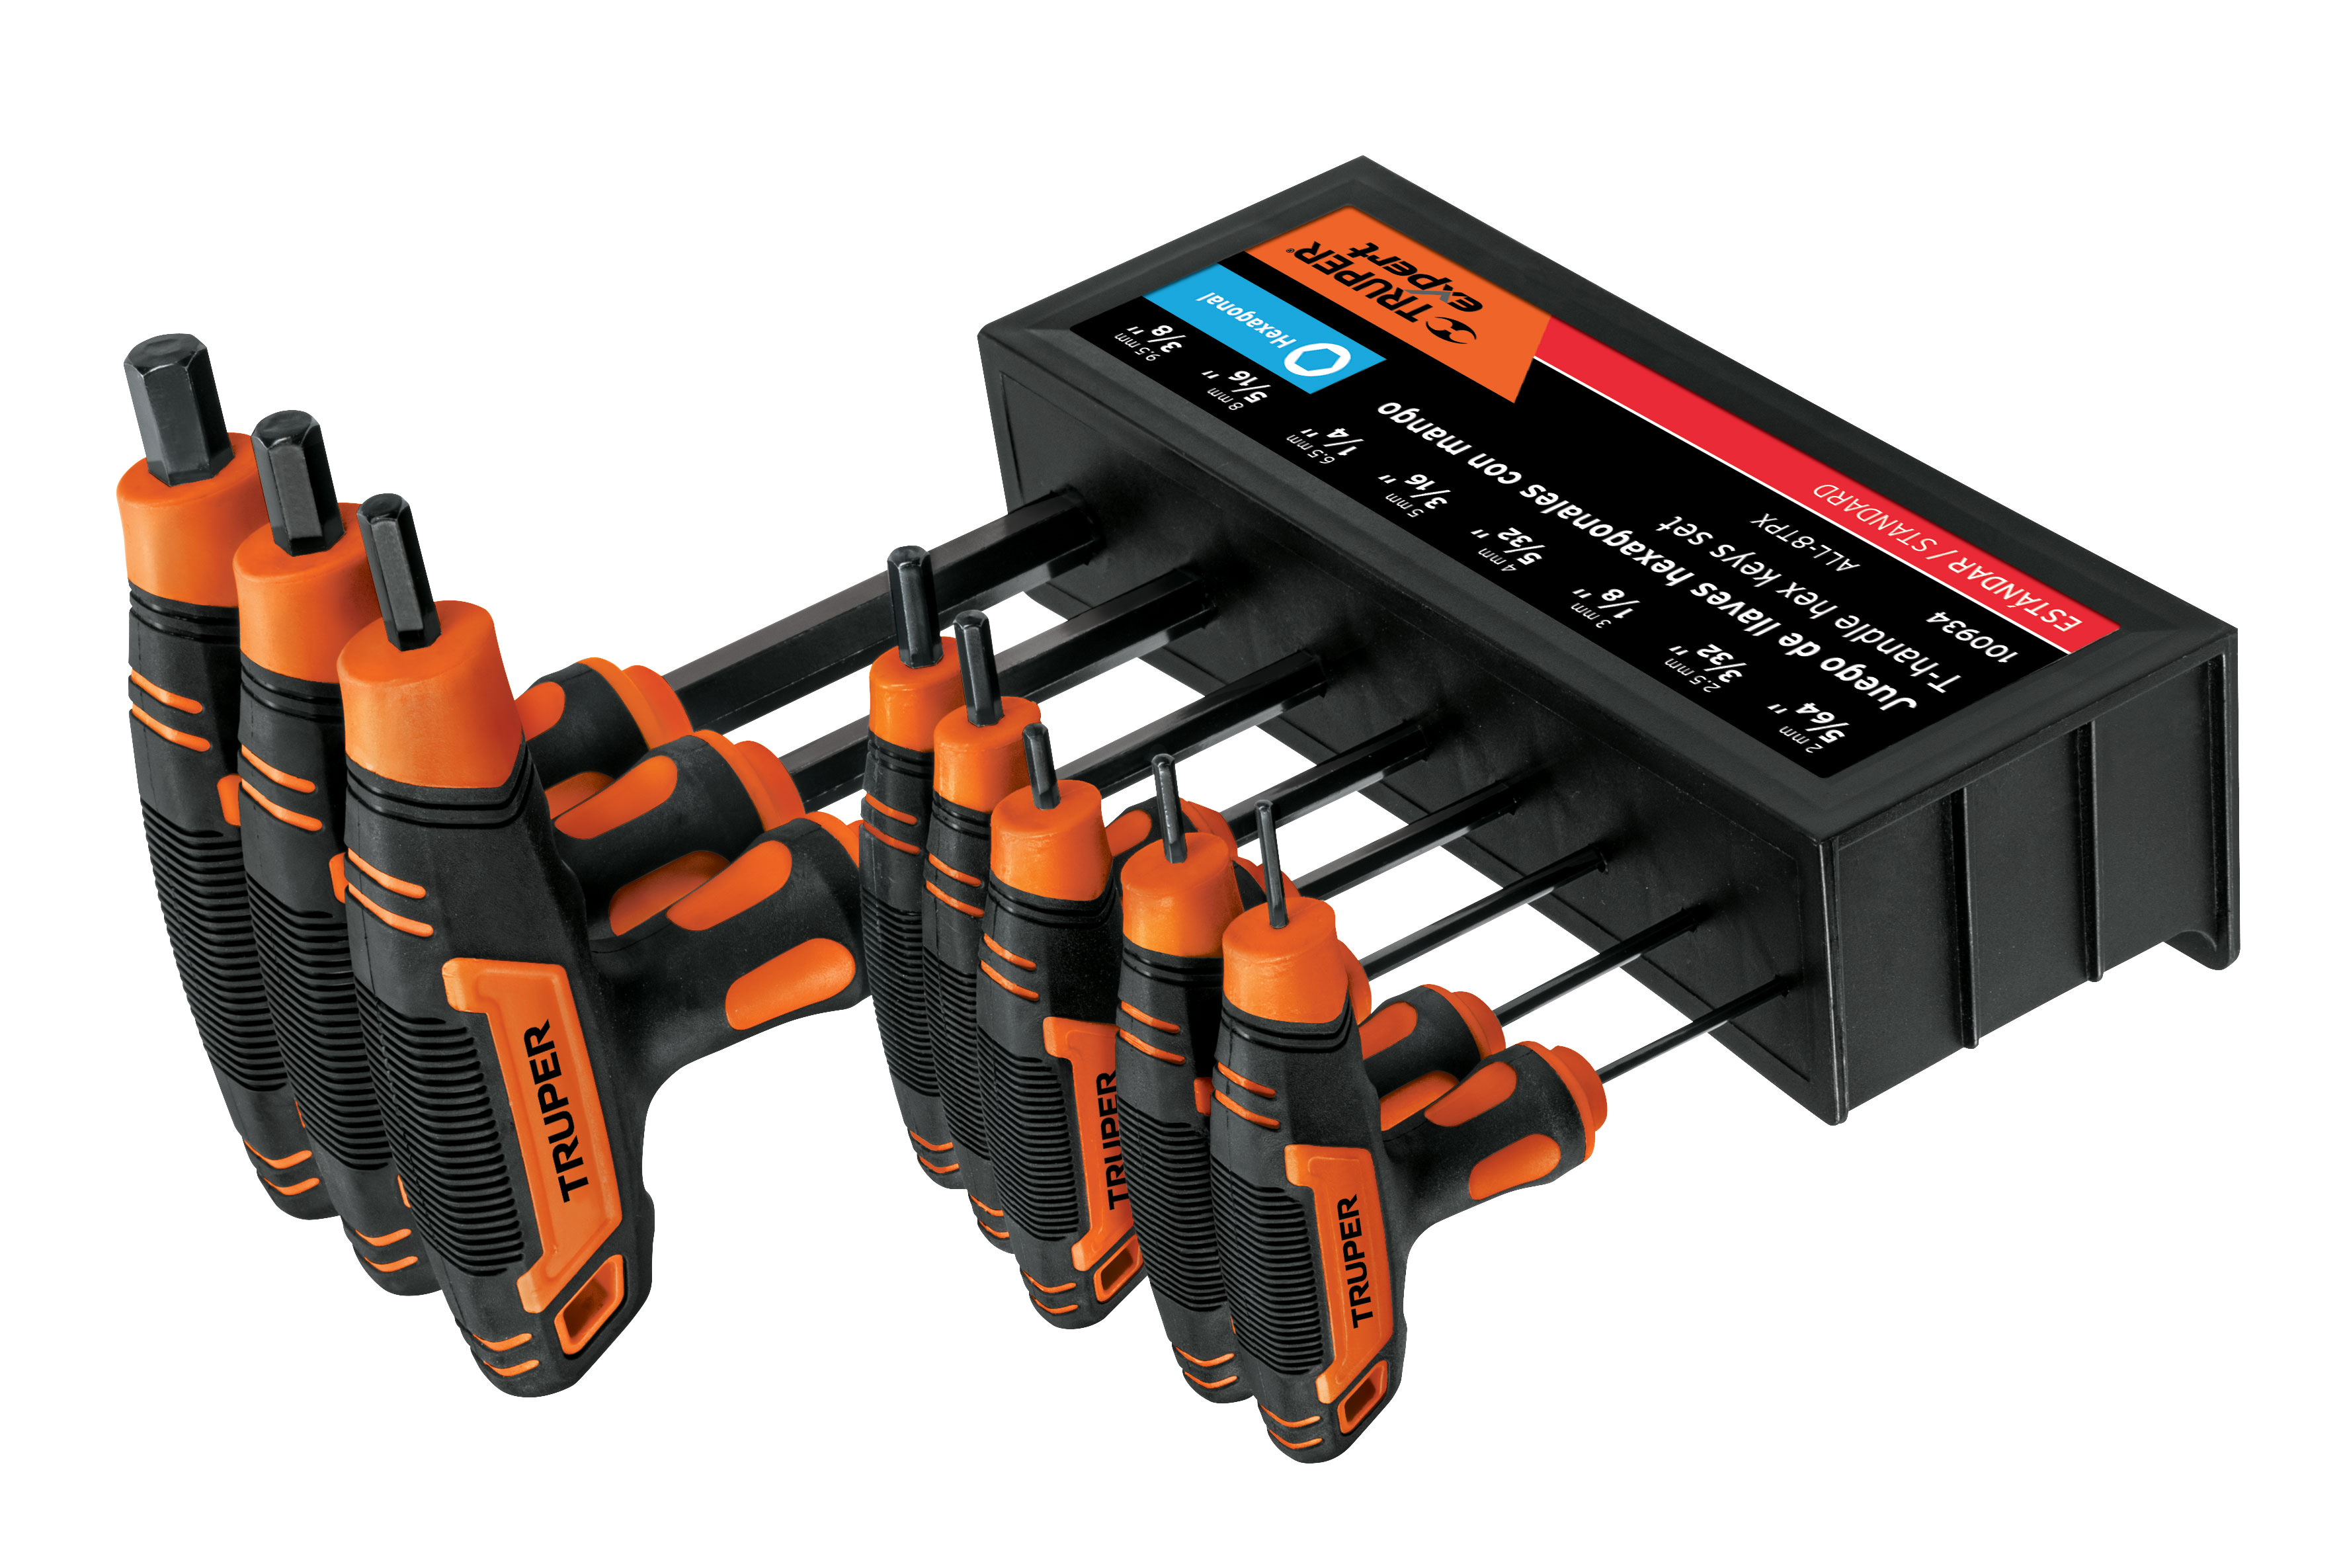 ESTÁNDAR / STANDARD
TRUPER®
expert
100934
ALL-8TPX
T-handle hex keys set
Juego de llaves hexagonales con mango
Hexagonal
5/64"
2 mm
3/32"
2.5 mm
1/8"
3 mm
5/32"
4 mm
3/16"
5 mm
1/4"
6.5 mm
5/16"
8 mm
3/8"
9.5 mm
TRUPER
TRUPER
TRUPER